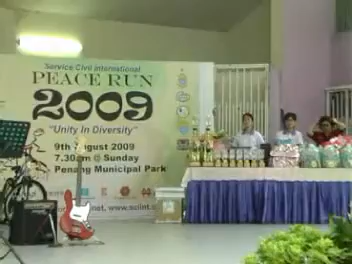 Service Civil International
PEACE RUN
2009
"Unity In Diversity"
9th August 2009
7.30am @ Sunday
Penang Municipal Park